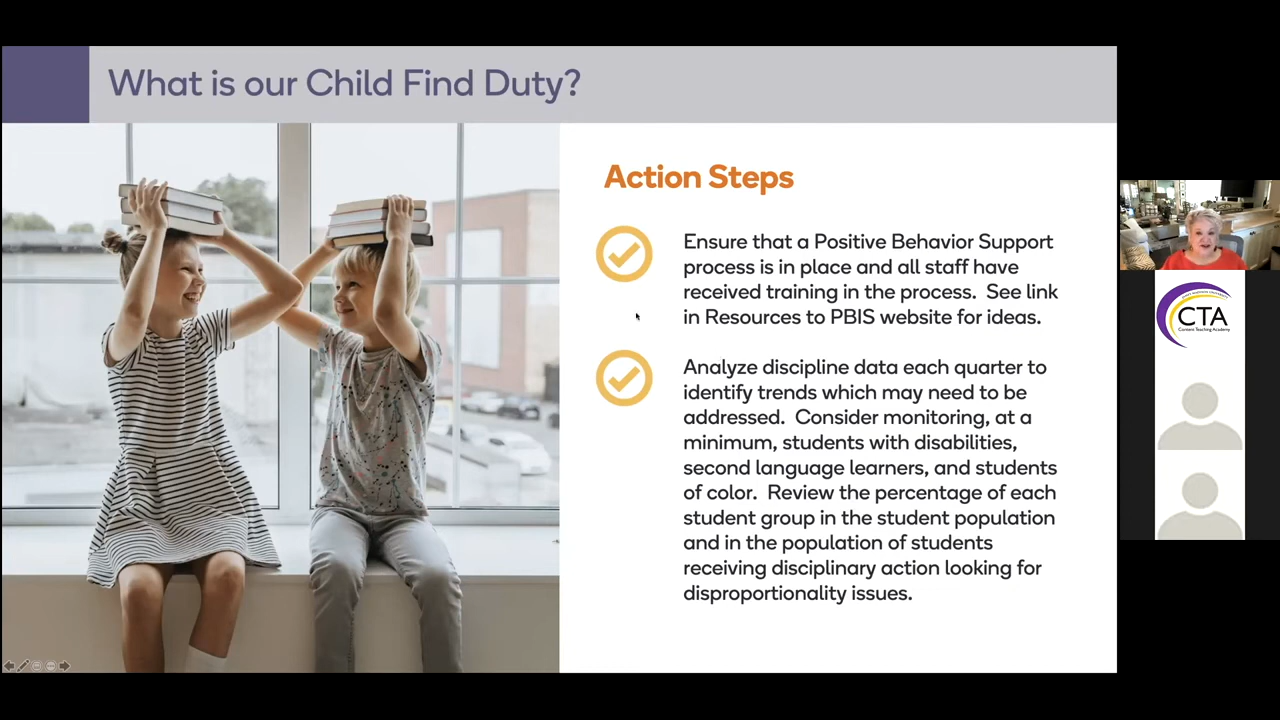 What is our Child Find Duty?
Action Steps
Ensure that a Positive Behavior Support
process is in place and all staff have
received training in the process.  See link
in Resources to PBIS website for ideas.
Analyze discipline data each quarter to
identify trends which may need to be
addressed.  Consider monitoring, at a
minimum, students with disabilities,
second language learners, and students
of color.  Review the percentage of each
student group in the student population
and in the population of students
receiving disciplinary action looking for
disproportionality issues.
CTA
Content Teaching Academy